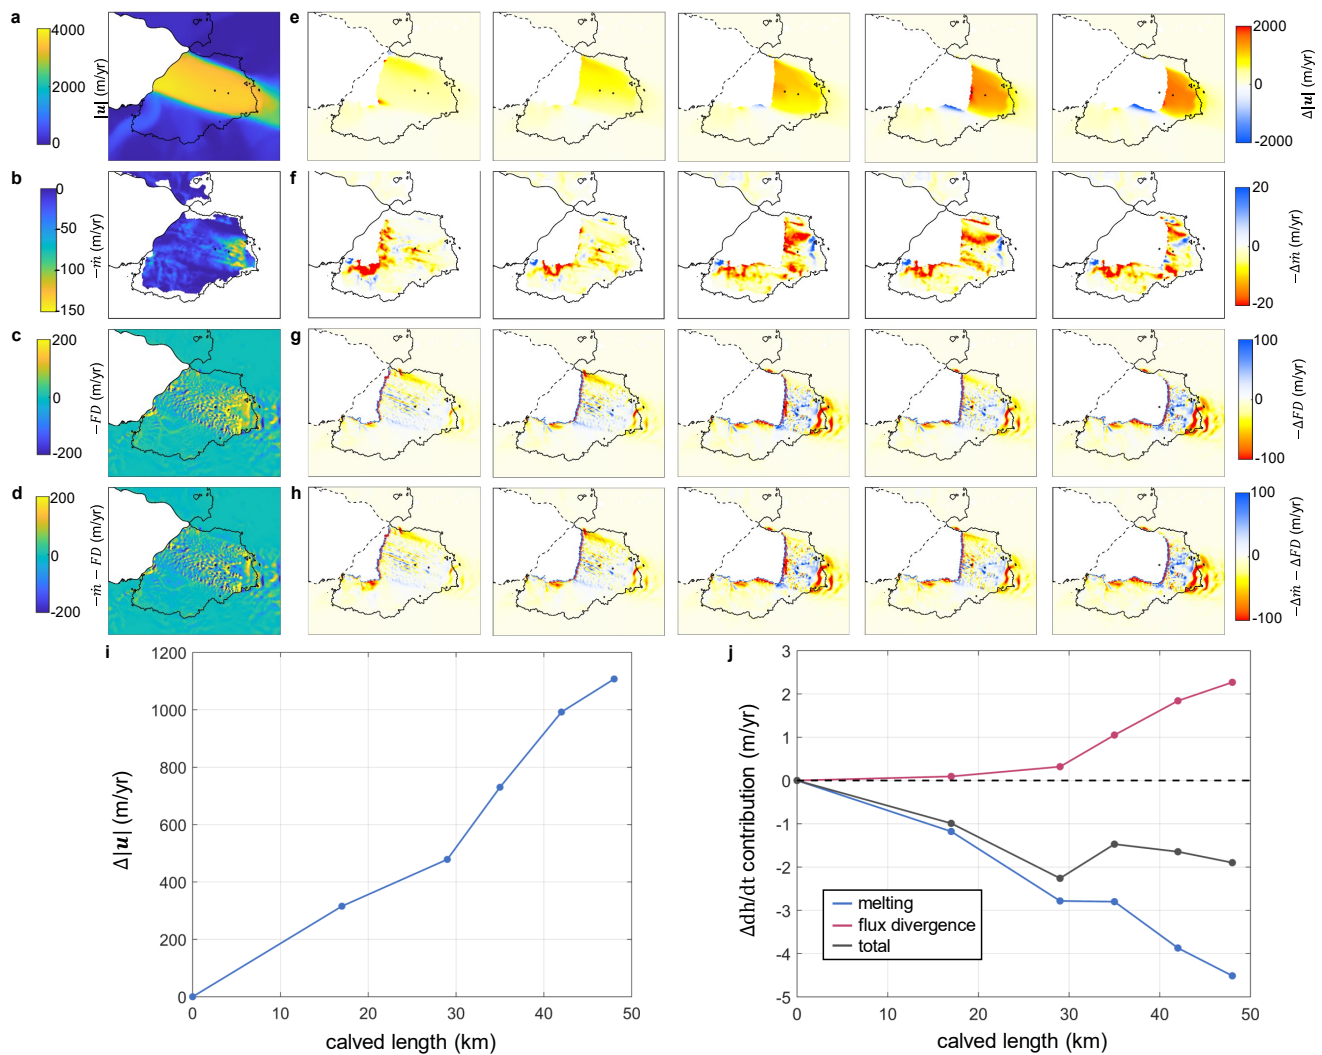 a
4000
2000
0
|u| (m/yr)
e
2000
0
-2000
Δ|u| (m/yr)
b
0
-50
-100
-150
−ṁ (m/yr)
f
20
0
-20
−Δṁ (m/yr)
c
200
0
-200
−FD (m/yr)
g
100
0
-100
−ΔFD (m/yr)
d
200
0
-200
−ṁ − FD (m/yr)
h
100
0
-100
−Δṁ − ΔFD (m/yr)
i
1200
1000
800
600
400
200
0
0 10 20 30 40 50
Δ|u| (m/yr)
calved length (km)
j
3
2
1
0
-1
-2
-3
-4
-5
0 10 20 30 40 50
Δdh/dt contribution (m/yr)
calved length (km)
melting
flux divergence
total